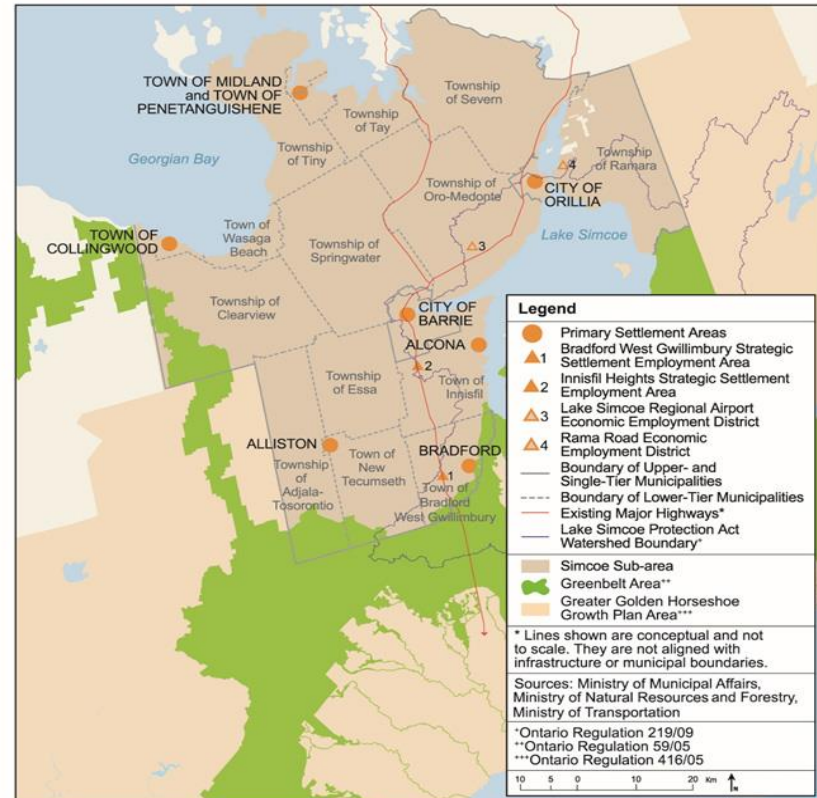 TOWN OF MIDLAND
and TOWN OF
PENETANGUISHENE
Township
of Severn
Township
of Tay
Township
of Tiny
Georgian Bay
Township
of Ramara
4
Township of
Oro-Medopte
CITY OF
ORILLIA
TOWN OF
COLLINGWOOD
Town of
Wasaga
Beach
Township of
Springwater
3
Lake Simcoe
Township of
Clearview
CITY OF
BARRIE
ALCONA
2
Township
of Essa
Town of
Innisfil
ALLISTON
BRADFORD
Township
of
Adjala-
Tosorontio
Town of
New
Tecumseth
1
Town of
Bradford
West Gwillimbury
Legend
Primary Settlement Areas
1 Bradford West Gwillimbury Strategic
Settlement Employment Area
2 Innisfil Heights Strategic Settlement
Employment Area
3 Lake Simcoe Regional Airport
Economic Employment District
4 Rama Road Economic
Employment District
Boundary of Upper- and
Single-Tier Municipalities
Boundary of Lower-Tier Municipalities
Existing Major Highways*
Lake Simcoe Protection Act
Watershed Boundary+
Simcoe Sub-area
Greenbelt Area++
Greater Golden Horseshoe
Growth Plan Area+++
* Lines shown are conceptual and not
to scale. They are not aligned with
infrastructure or municipal boundaries.
Sources: Ministry of Municipal Affairs,
Ministry of Natural Resources and Forestry,
Ministry of Transportation
+Ontario Regulation 219/09
++Ontario Regulation 59/05
+++Ontario Regulation 416/05
10 5 0 10 20 Km N